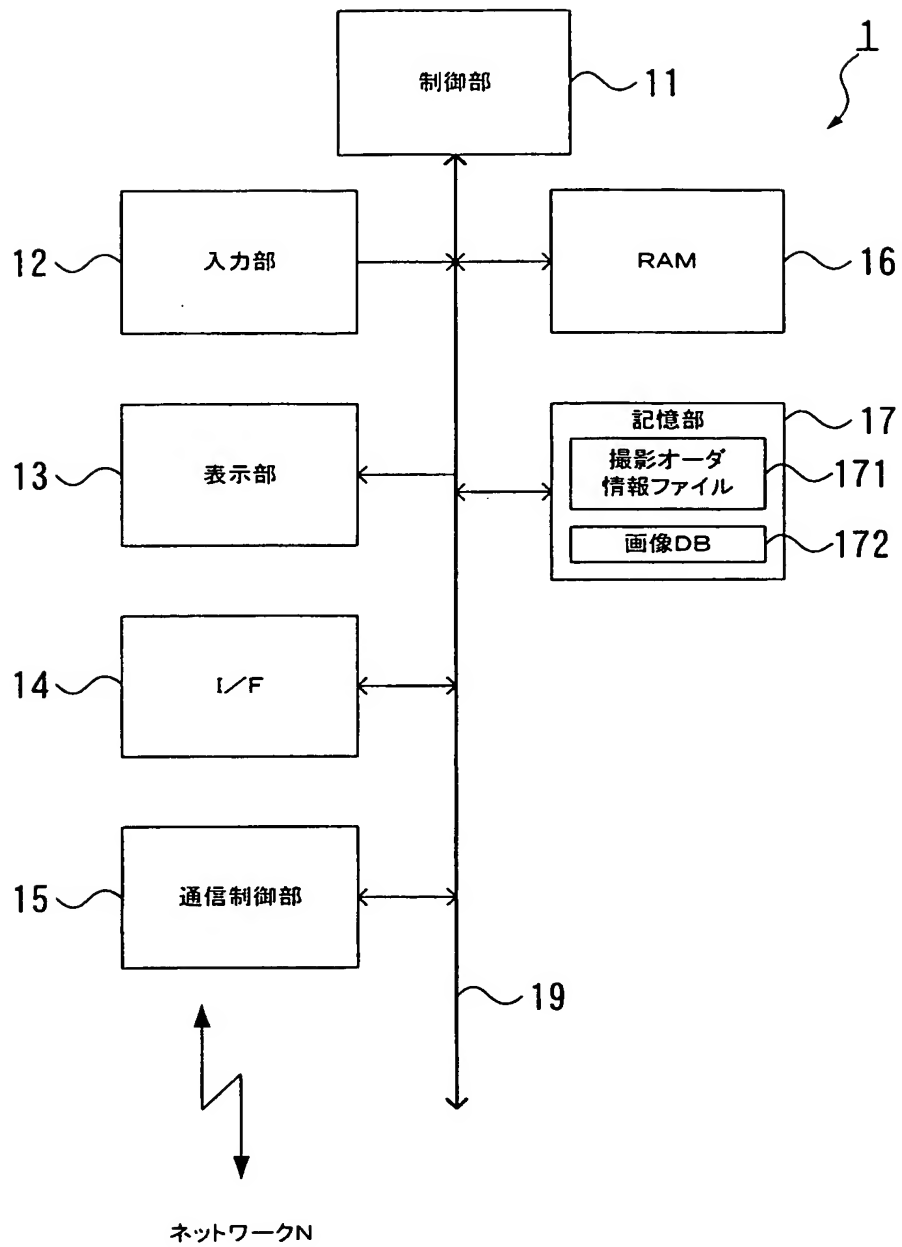 1
制御部
11
12
入力部
RAM
16
13
表示部
記憶部
17
撮影オーダ
情報ファイル
171
画像DB
172
14
I/F
15
通信制御部
19
ネットワークN